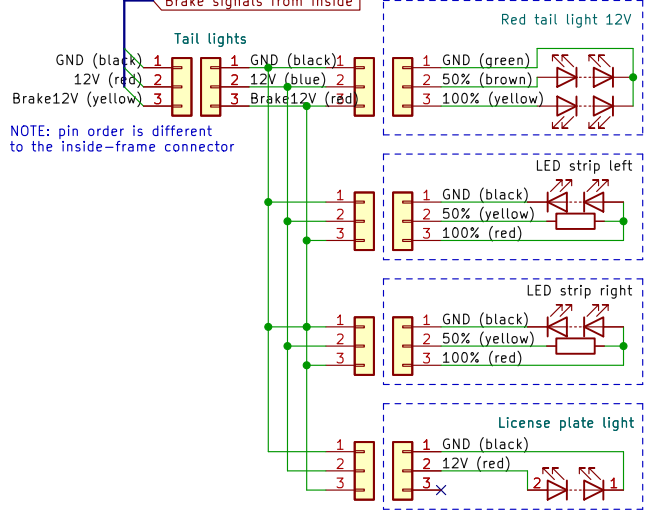 Brake signals from inside
Red tail light 12V
Tail lights
GND (black) 1 1 GND (black) 1 1 GND (green)
12V (red) 2 2 12V (blue) 2 2 50% (brown)
Brake12V (yellow) 3 3 Brake12V (red) 3 3 100% (yellow)
NOTE: pin order is different
to the inside-frame connector
LED strip left
1 1 GND (black)
2 2 50% (yellow)
3 3 100% (red)
LED strip right
1 1 GND (black)
2 2 50% (yellow)
3 3 100% (red)
License plate light
1 1 GND (black)
2 2 12V (red)
3 3 2 1